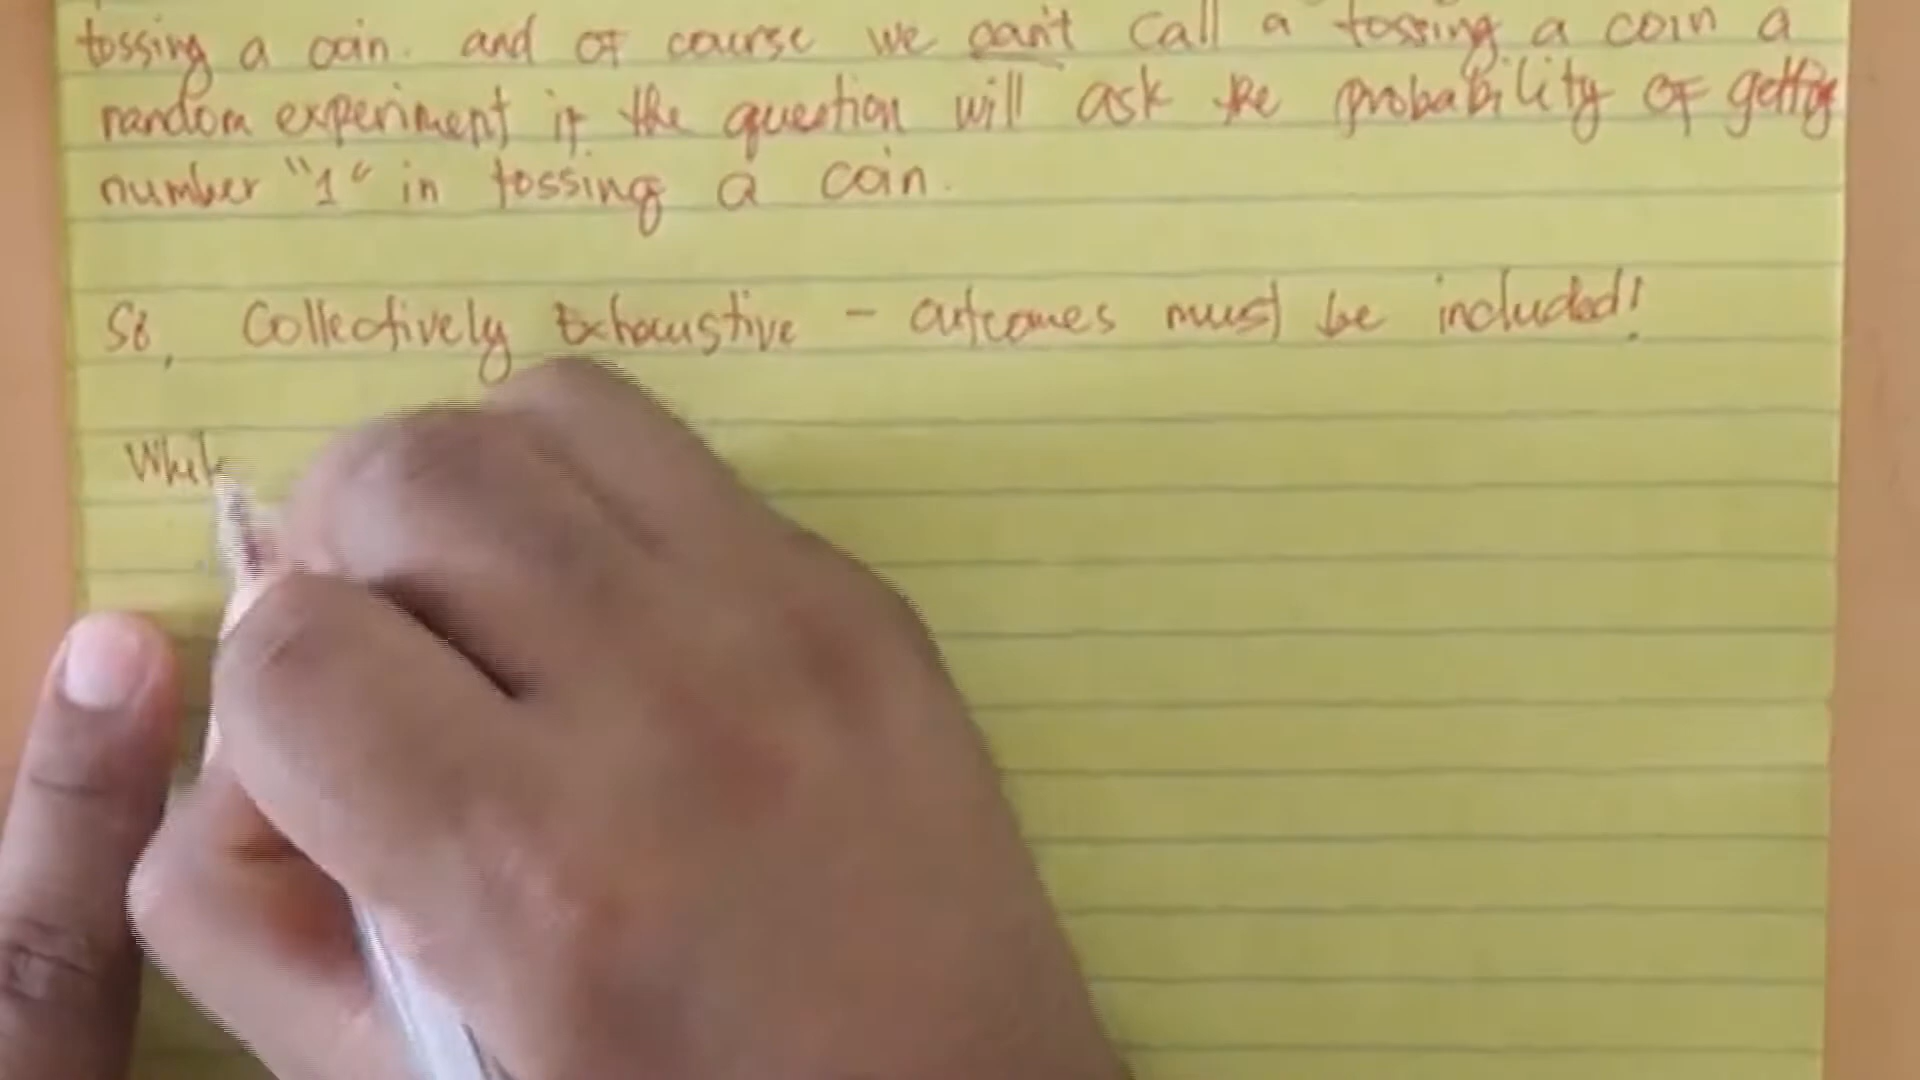 tossing a coin. and of course we can't call a tossing a coin a
random experiment if the question will ask the probability of getting
number "1" in tossing a coin.
So, Collectively Exhaustive - outcomes must be included!
Whil